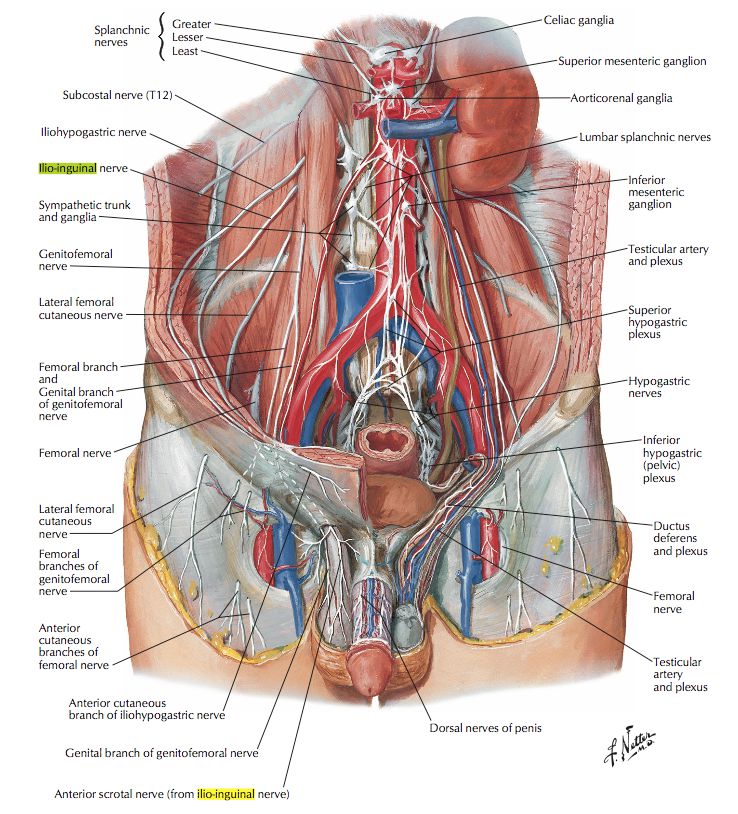 Splanchnic
nerves
Greater
Lesser
Least
Subcostal nerve (T12)
Iliohypogastric nerve
Ilio-inguinal nerve
Sympathetic trunk
and ganglia
Genitofemoral
nerve
Lateral femoral
cutaneous nerve
Femoral branch
and
Genital branch
of genitofemoral
nerve
Femoral nerve
Lateral femoral
cutaneous
nerve
Femoral
branches of
genitofemoral
nerve
Anterior
cutaneous
branches of
femoral nerve
Anterior cutaneous
branch of iliohypogastric nerve
Genital branch of genitofemoral nerve
Anterior scrotal nerve (from ilio-inguinal nerve)
Celiac ganglia
Superior mesenteric ganglion
Aorticorenal ganglia
Lumbar splanchnic nerves
Inferior
mesenteric
ganglion
Testicular artery
and plexus
Superior
hypogastric
plexus
Hypogastric
nerves
Inferior
hypogastric
(pelvic)
plexus
Ductus
deferens
and plexus
Femoral
nerve
Testicular
artery
and plexus
Dorsal nerves of penis
F. Netter
M.D.